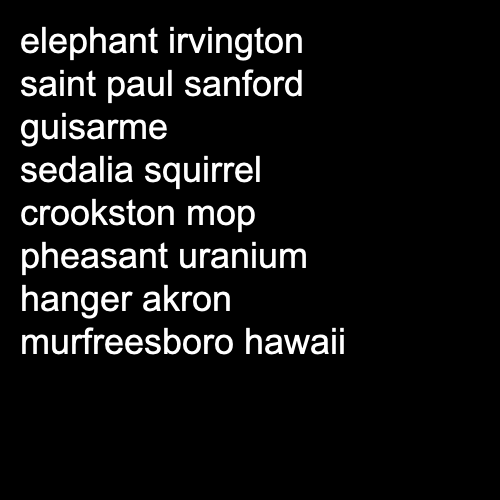 elephant irvington
saint paul sanford
guisarme
sedalia squirrel
crookston mop
pheasant uranium
hanger akron
murfreesboro hawaii